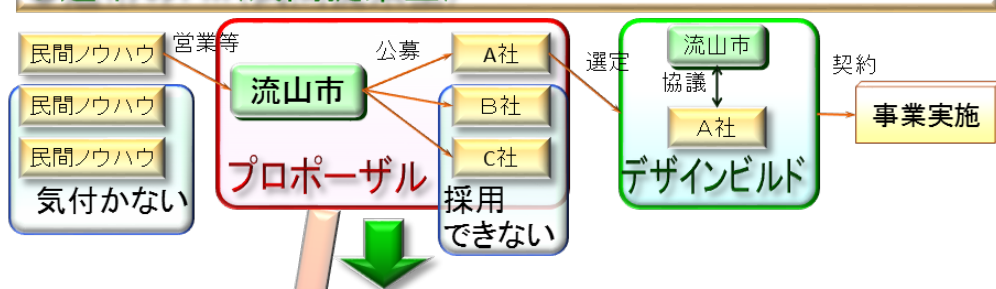 民間ノウハウ
営業等
公募
A社
選定
流山市
契約
流山市
協議
民間ノウハウ
B社
A社
事業実施
民間ノウハウ
C社
気付かない
プロポーザル
採用
できない
デザインビルド